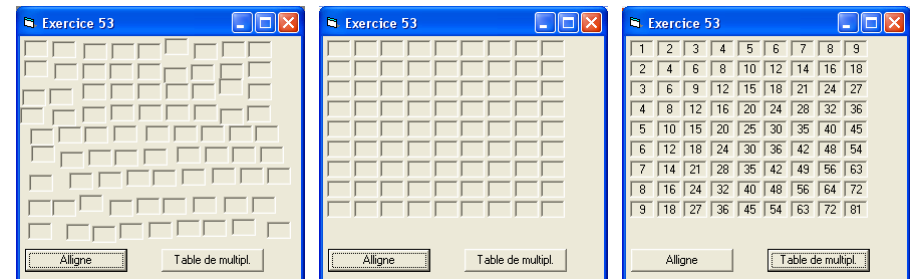 Exercice 53
Alligne Table de multipl.
Exercice 53
Alligne Table de multipl.
Exercice 53
1 2 3 4 5 6 7 8 9
2 4 6 8 10 12 14 16 18
3 6 9 12 15 18 21 24 27
4 8 12 16 20 24 28 32 36
5 10 15 20 25 30 35 40 45
6 12 18 24 30 36 42 48 54
7 14 21 28 35 42 49 56 63
8 16 24 32 40 48 56 64 72
9 18 27 36 45 54 63 72 81
Alligne Table de multipl.